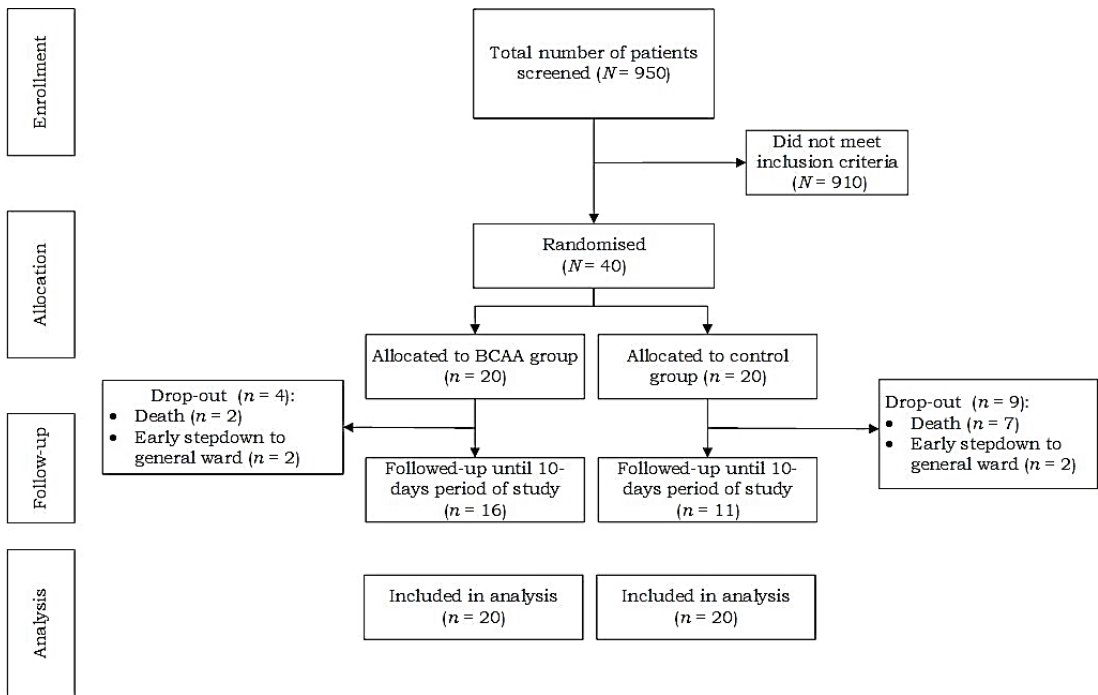 Enrollment
Total number of patients
screened (N = 950)
Did not meet
inclusion criteria
(N = 910)
Allocation
Randomised
(N = 40)
Allocated to BCAA group
(n = 20)
Allocated to control
group (n = 20)
Follow-up
Drop-out (n = 4):
• Death (n = 2)
• Early stepdown to
general ward (n = 2)
Drop-out (n = 9):
• Death (n = 7)
• Early stepdown to
general ward (n = 2)
Followed-up until 10-
days period of study
(n = 16)
Followed-up until 10-
days period of study
(n = 11)
Analysis
Included in analysis
(n = 20)
Included in analysis
(n = 20)